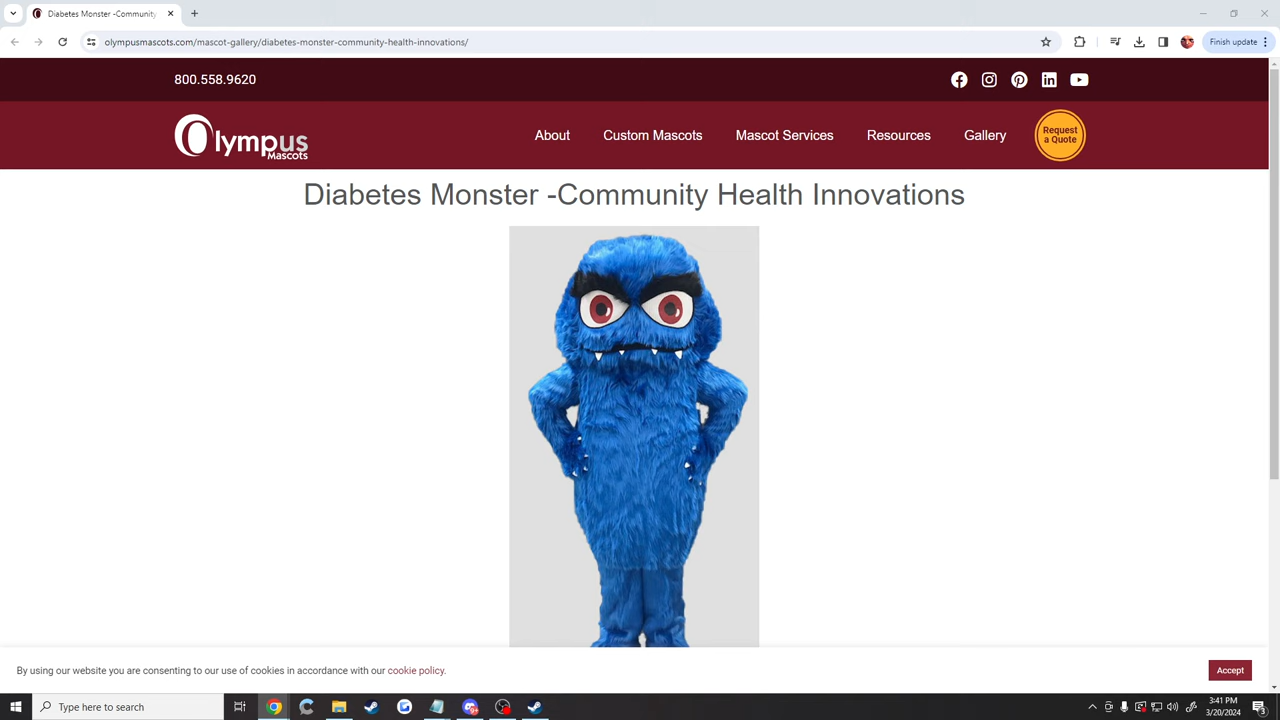 Diabetes Monster -Community
olympusmascots.com/mascot-gallery/diabetes-monster-community-health-innovations/
Finish update
800.558.9620
Olympus
Mascots
About
Custom Mascots
Mascot Services
Resources
Gallery
Request
a Quote
Diabetes Monster -Community Health Innovations
By using our website you are consenting to our use of cookies in accordance with our cookie policy.
Accept
Type here to search
3:41 PM
3/20/2024
3